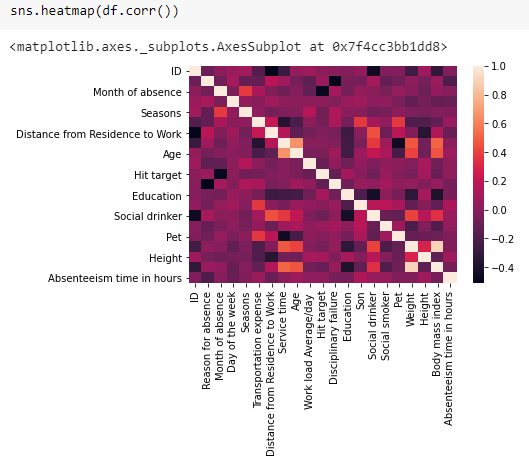 sns.heatmap(df.corr())
<matplotlib.axes._subplots.AxesSubplot at 0x7f4cc3bb1dd8>
ID
Month of absence
Seasons
Distance from Residence to Work
Age
Hit target
Education
Social drinker
Pet
Height
Absenteeism time in hours
ID
Reason for absence
Month of absence
Day of the week
Seasons
Transportation expense
Distance from Residence to Work
Service time
Age
Work load Average/day
Hit target
Disciplinary failure
Education
Son
Social drinker
Social smoker
Pet
Weight
Height
Body mass index
Absenteeism time in hours
1.0
0.8
0.6
0.4
0.2
0.0
−0.2
−0.4